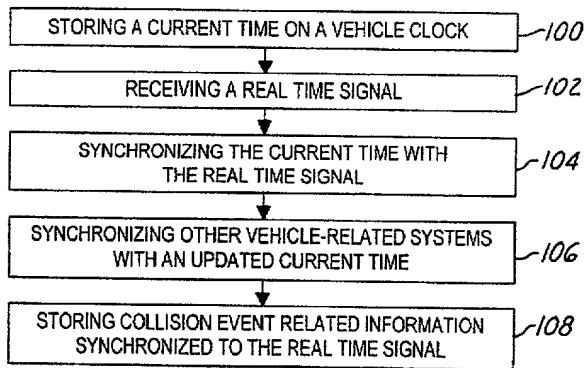 STORING A CURRENT TIME ON A VEHICLE CLOCK
100
RECEIVING A REAL TIME SIGNAL
102
SYNCHRONIZING THE CURRENT TIME WITH
THE REAL TIME SIGNAL
104
SYNCHRONIZING OTHER VEHICLE-RELATED SYSTEMS
WITH AN UPDATED CURRENT TIME
106
STORING COLLISION EVENT RELATED INFORMATION
SYNCHRONIZED TO THE REAL TIME SIGNAL
108